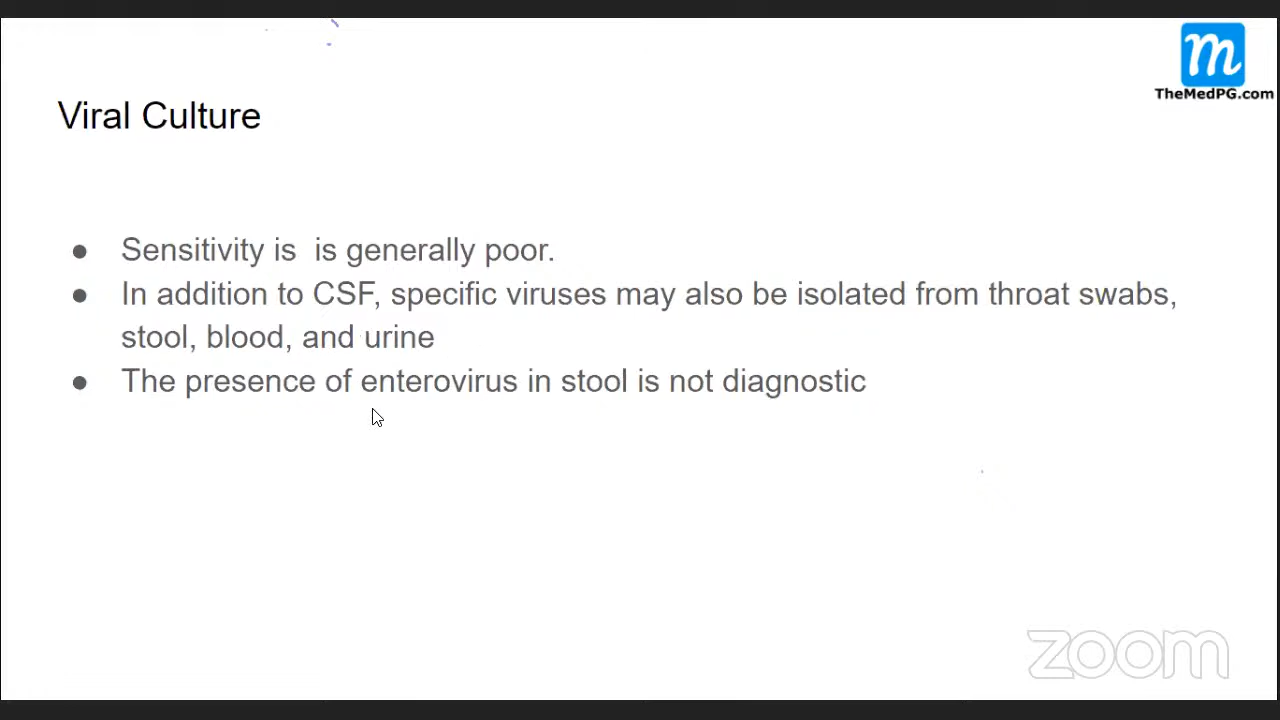 m
TheMedPG.com
Viral Culture
● Sensitivity is  is generally poor.
● In addition to CSF, specific viruses may also be isolated from throat swabs,
stool, blood, and urine
● The presence of enterovirus in stool is not diagnostic
zoom